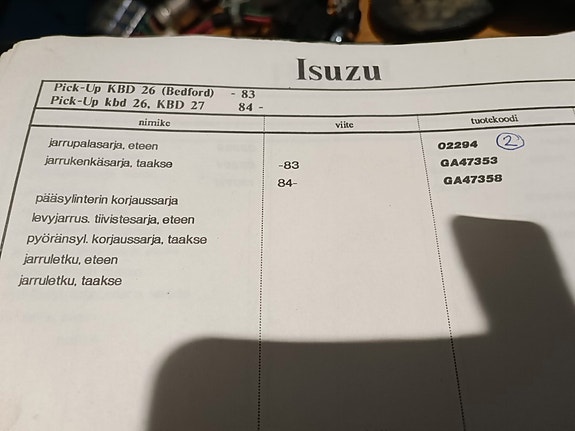 Isuzu
Pick-Up KBD 26 (Bedford) - 83
Pick-Up kbd 26, KBD 27 84 -
nimike viite tuotekoodi
jarrupalasarja, eteen 02294 2
jarrukenkäsarja, taakse -83 GA47353
84- GA47358
pääsylinterin korjaussarja
levyjarrus. tiivistesarja, eteen
pyöränsyl. korjaussarja, taakse
jarruletku, eteen
jarruletku, taakse